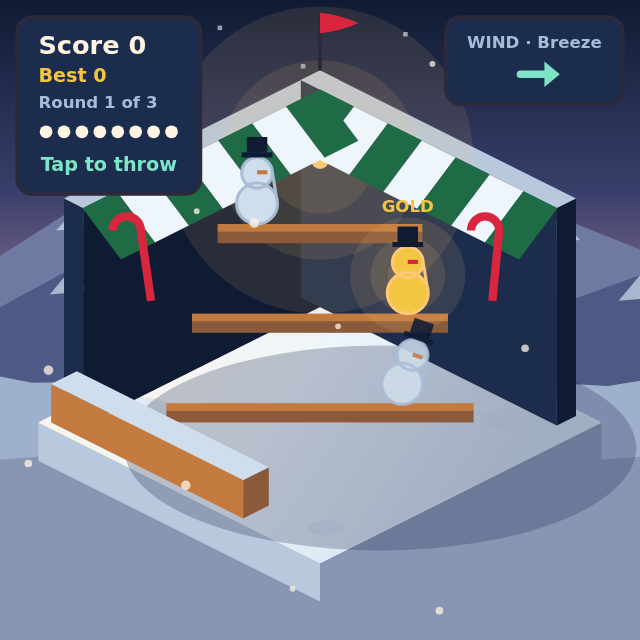 Score 0
Best 0
Round 1 of 3
Tap to throw
WIND · Breeze
GOLD